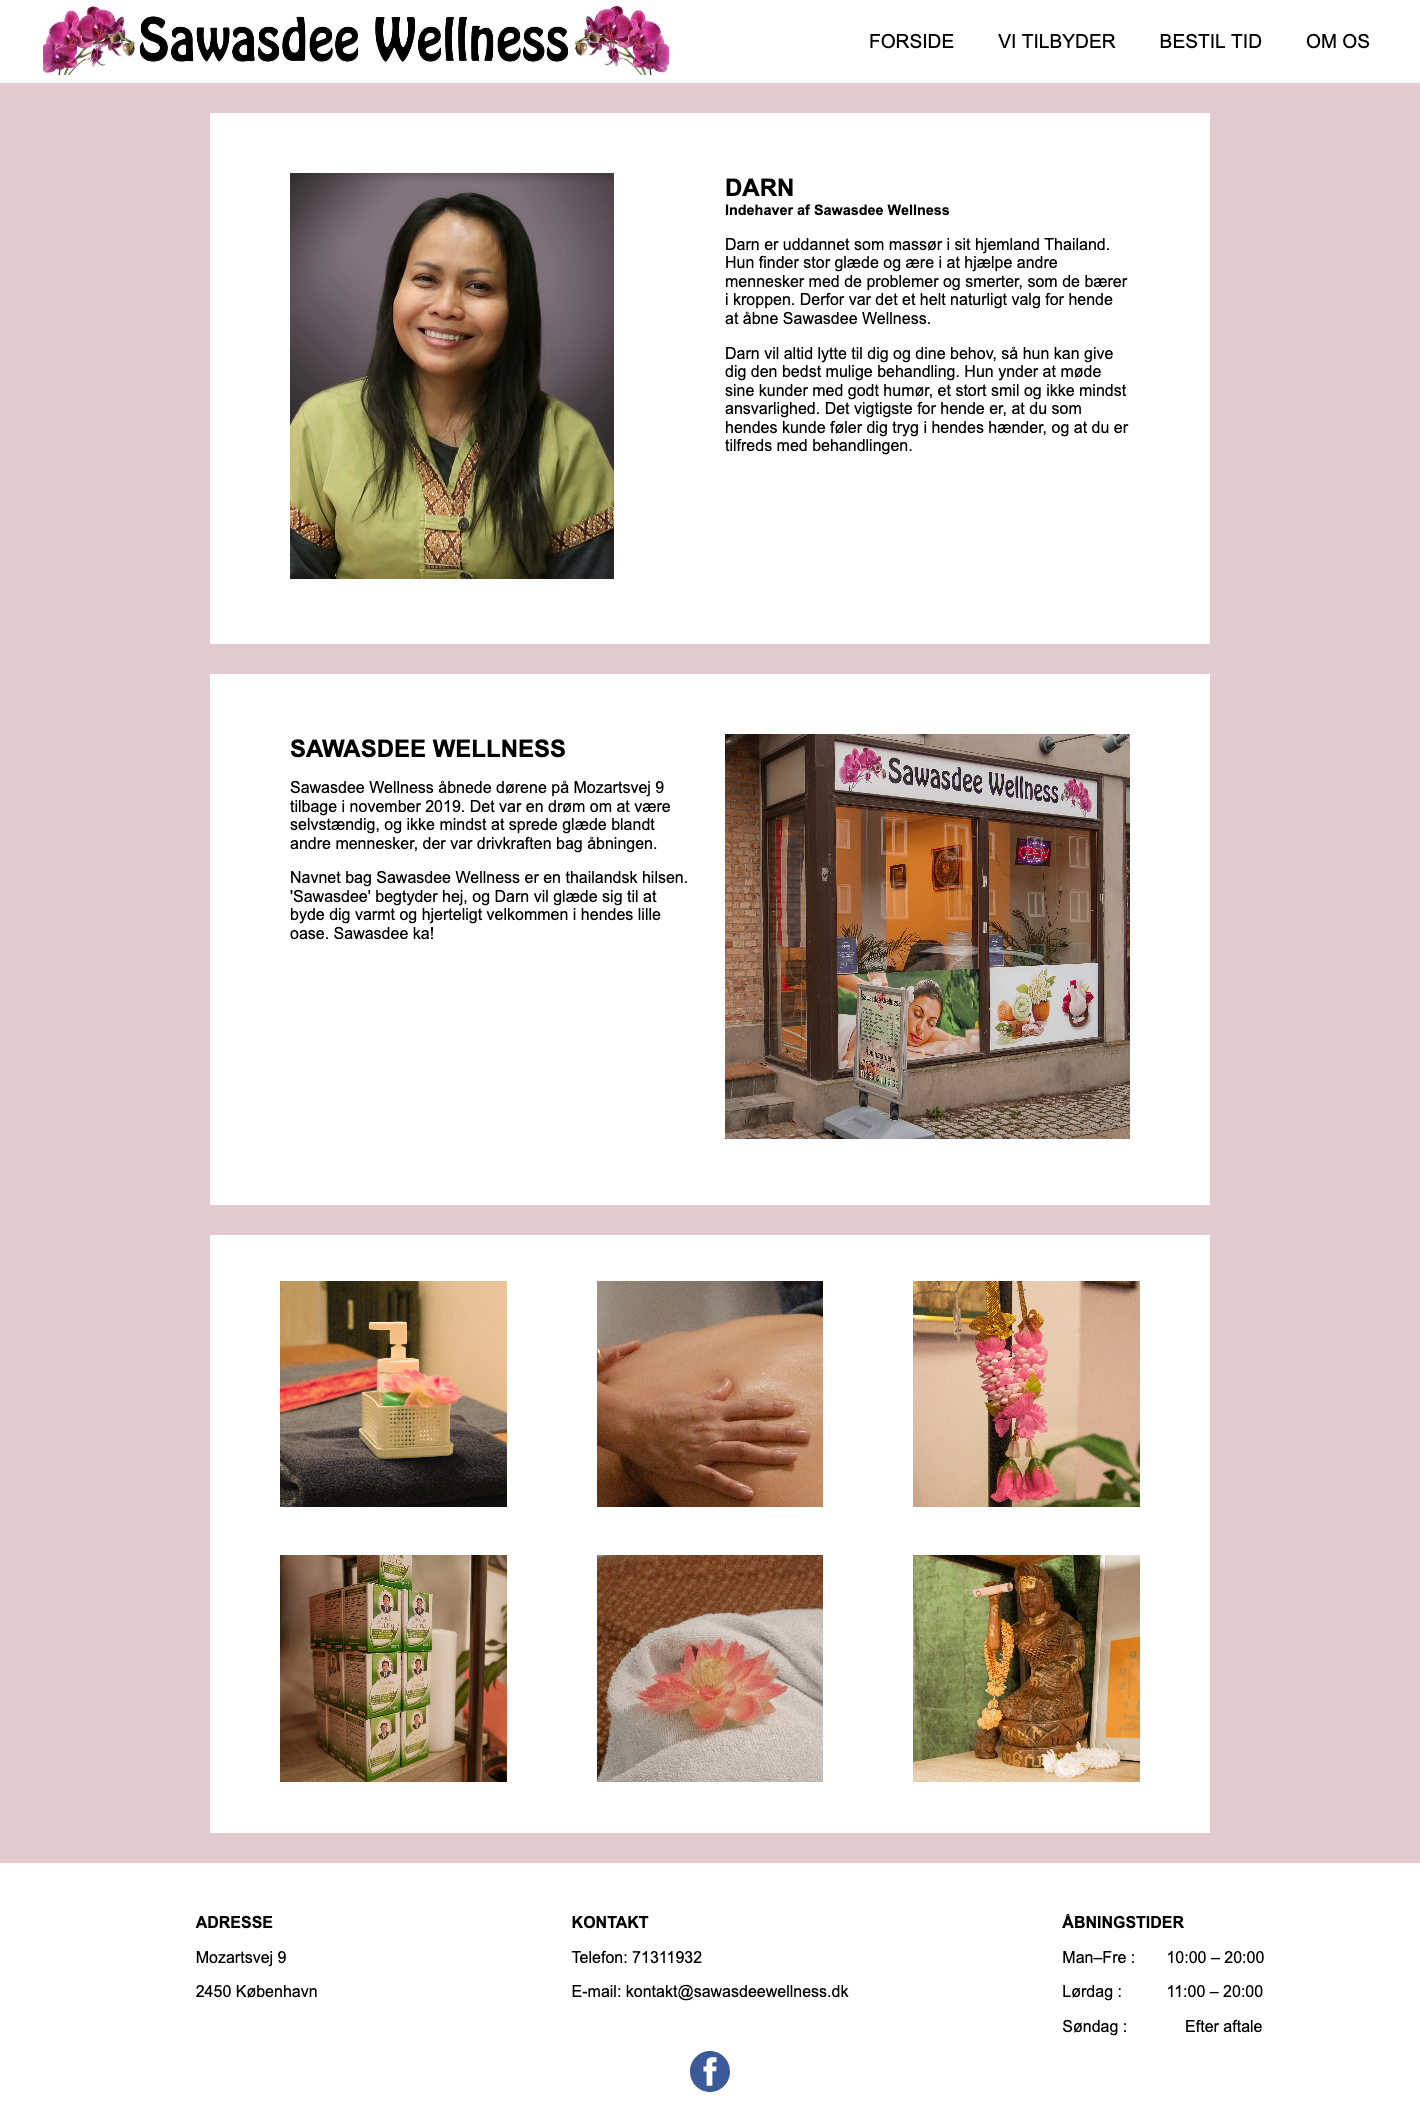 Sawasdee Wellness
FORSIDE
VI TILBYDER
BESTIL TID
OM OS
DARN
Indehaver af Sawasdee Wellness
Darn er uddannet som massør i sit hjemland Thailand.
Hun finder stor glæde og ære i at hjælpe andre
mennesker med de problemer og smerter, som de bærer
i kroppen. Derfor var det et helt naturligt valg for hende
at åbne Sawasdee Wellness.
Darn vil altid lytte til dig og dine behov, så hun kan give
dig den bedst mulige behandling. Hun ynder at møde
sine kunder med godt humør, et stort smil og ikke mindst
ansvarlighed. Det vigtigste for hende er, at du som
hendes kunde føler dig tryg i hendes hænder, og at du er
tilfreds med behandlingen.
SAWASDEE WELLNESS
Sawasdee Wellness åbnede dørene på Mozartsvej 9
tilbage i november 2019. Det var en drøm om at være
selvstændig, og ikke mindst at sprede glæde blandt
andre mennesker, der var drivkraften bag åbningen.
Navnet bag Sawasdee Wellness er en thailandsk hilsen.
'Sawasdee' begtyder hej, og Darn vil glæde sig til at
byde dig varmt og hjerteligt velkommen i hendes lille
oase. Sawasdee ka!
Sawasdee Wellness
Sawasdee Wellness
ADRESSE
Mozartsvej 9
2450 København
KONTAKT
Telefon: 71311932
E-mail: kontakt@sawasdeewellness.dk
ÅBNINGSTIDER
Man–Fre : 10:00 – 20:00
Lørdag : 11:00 – 20:00
Søndag : Efter aftale